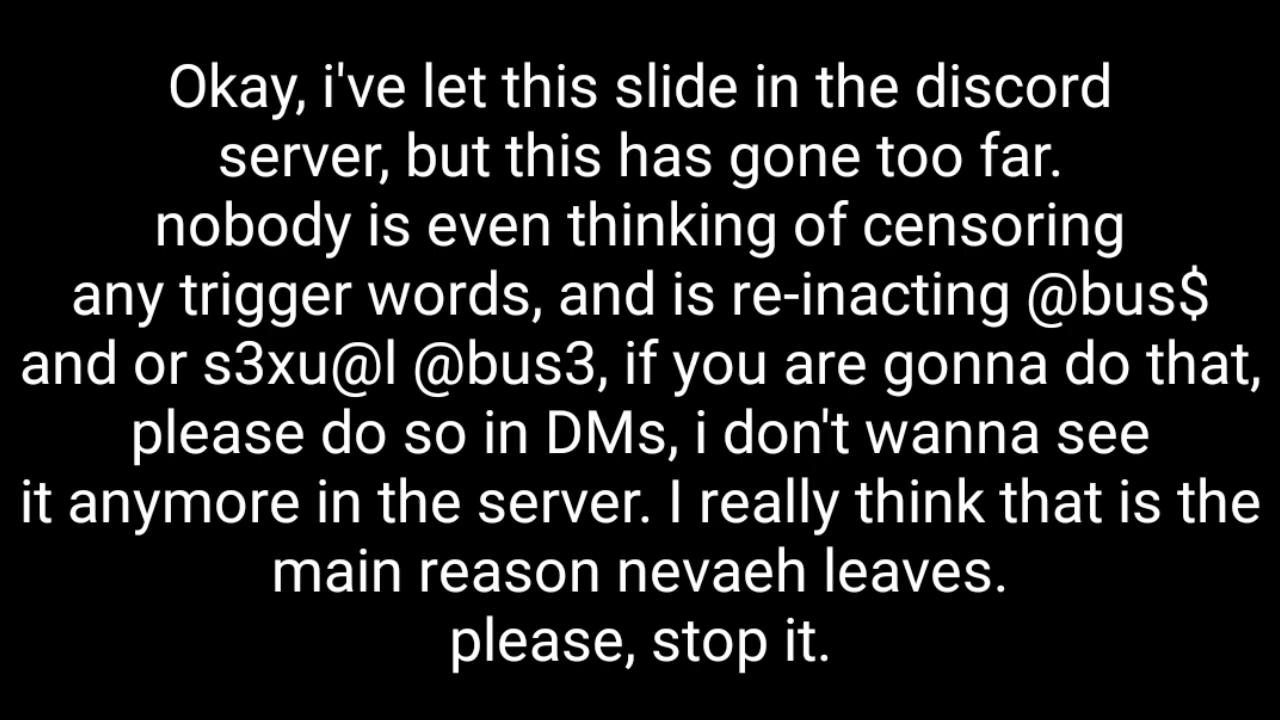 Okay, i've let this slide in the discord
server, but this has gone too far.
nobody is even thinking of censoring
any trigger words, and is re-inacting @bus$
and or s3xu@l @bus3, if you are gonna do that,
please do so in DMs, i don't wanna see
it anymore in the server. I really think that is the
main reason nevaeh leaves.
please, stop it.